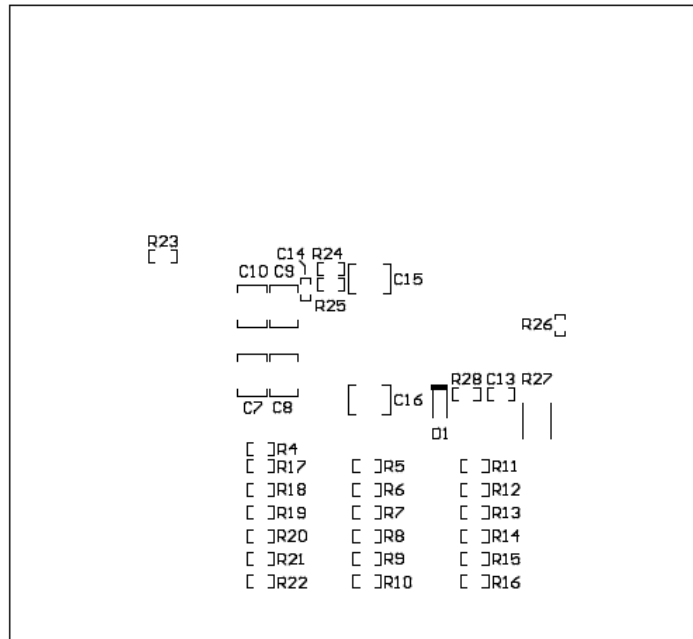 R23
C14 R24
C10 C9
C15
R25
R26
R28 C13 R27
C7 C8
C16
D1
R4
R17 R5 R11
R18 R6 R12
R19 R7 R13
R20 R8 R14
R21 R9 R15
R22 R10 R16